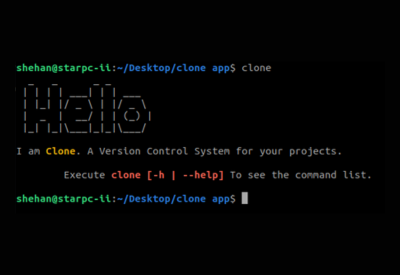 shehan@starpc-ii:~/Desktop/clone app$ clone
Hello
I am Clone. A Version Control System for your projects.
Execute clone [-h | --help] To see the command list.
shehan@starpc-ii:~/Desktop/clone app$